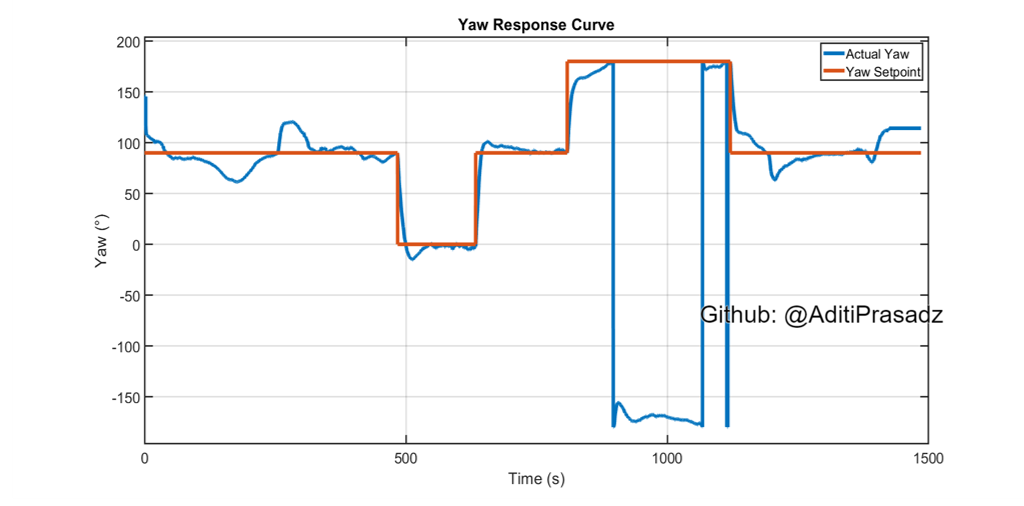 Yaw Response Curve
200
150
100
50
0
-50
-100
-150
Yaw (°)
Actual Yaw
Yaw Setpoint
Github: @AditiPrasadz
0
500
1000
1500
Time (s)